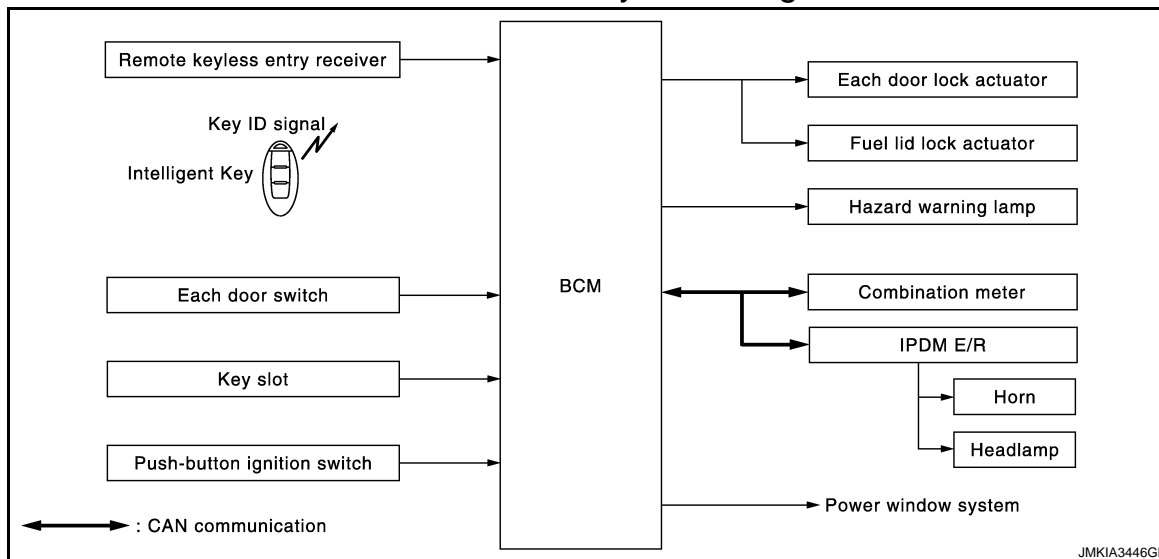 Remote keyless entry receiver
Key ID signal
Intelligent Key
Each door switch
Key slot
Push-button ignition switch
: CAN communication
BCM
Each door lock actuator
Fuel lid lock actuator
Hazard warning lamp
Combination meter
IPDM E/R
Horn
Headlamp
Power window system